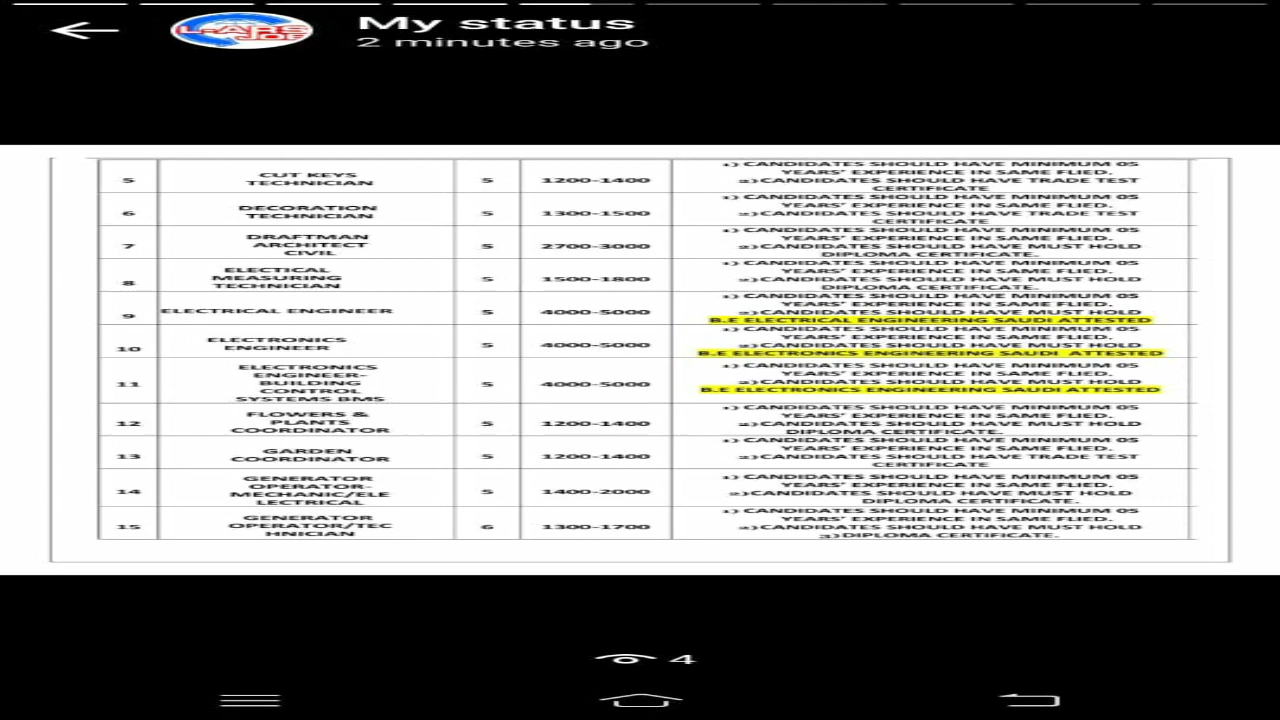 My status
2 minutes ago
5
CUT KEYS
TECHNICIAN
5
1200-1400
1) CANDIDATES SHOULD HAVE MINIMUM 05
YEARS' EXPERIENCE IN SAME FLIED.
2)CANDIDATES SHOULD HAVE TRADE TEST
CERTIFICATE
6
DECORATION
TECHNICIAN
5
1300-1500
1) CANDIDATES SHOULD HAVE MINIMUM 05
YEARS' EXPERIENCE IN SAME FLIED.
2)CANDIDATES SHOULD HAVE TRADE TEST
CERTIFICATE
7
DRAFTMAN
ARCHITECT
CIVIL
5
2700-3000
1) CANDIDATES SHOULD HAVE MINIMUM 05
YEARS' EXPERIENCE IN SAME FLIED.
2)CANDIDATES SHOULD HAVE MUST HOLD
DIPLOMA CERTIFICATE.
8
ELECTICAL
MEASURING
TECHNICIAN
5
1500-1800
1) CANDIDATES SHOULD HAVE MINIMUM 05
YEARS' EXPERIENCE IN SAME FLIED.
2)CANDIDATES SHOULD HAVE MUST HOLD
DIPLOMA CERTIFICATE.
9
ELECTRICAL ENGINEER
5
4000-5000
1) CANDIDATES SHOULD HAVE MINIMUM 05
YEARS' EXPERIENCE IN SAME FLIED.
2)CANDIDATES SHOULD HAVE MUST HOLD
B.E ELECTRICAL ENGINEERING SAUDI ATTESTED
10
ELECTRONICS
ENGINEER
5
4000-5000
1) CANDIDATES SHOULD HAVE MINIMUM 05
YEARS' EXPERIENCE IN SAME FLIED.
2)CANDIDATES SHOULD HAVE MUST HOLD
B.E ELECTRONICS ENGINEERING SAUDI ATTESTED
11
ELECTRONICS
ENGINEER-
BUILDING
CONTROL
SYSTEMS BMS
5
4000-5000
1) CANDIDATES SHOULD HAVE MINIMUM 05
YEARS' EXPERIENCE IN SAME FLIED.
2)CANDIDATES SHOULD HAVE MUST HOLD
B.E ELECTRONICS ENGINEERING SAUDI ATTESTED
12
FLOWERS &
PLANTS
COORDINATOR
5
1200-1400
1) CANDIDATES SHOULD HAVE MINIMUM 05
YEARS' EXPERIENCE IN SAME FLIED.
2)CANDIDATES SHOULD HAVE MUST HOLD
DIPLOMA CERTIFICATE.
13
GARDEN
COORDINATOR
5
1200-1400
1) CANDIDATES SHOULD HAVE MINIMUM 05
YEARS' EXPERIENCE IN SAME FLIED.
2)CANDIDATES SHOULD HAVE TRADE TEST
CERTIFICATE
14
GENERATOR
OPERATOR-
MECHANIC/ELE
LECTRICAL
5
1400-2000
1) CANDIDATES SHOULD HAVE MINIMUM 05
YEARS' EXPERIENCE IN SAME FLIED.
2)CANDIDATES SHOULD HAVE MUST HOLD
DIPLOMA CERTIFICATE.
15
GENERATOR
OPERATOR/TEC
HNICIAN
6
1300-1700
1) CANDIDATES SHOULD HAVE MINIMUM 05
YEARS' EXPERIENCE IN SAME FLIED.
2)CANDIDATES SHOULD HAVE MUST HOLD
3)DIPLOMA CERTIFICATE.
4